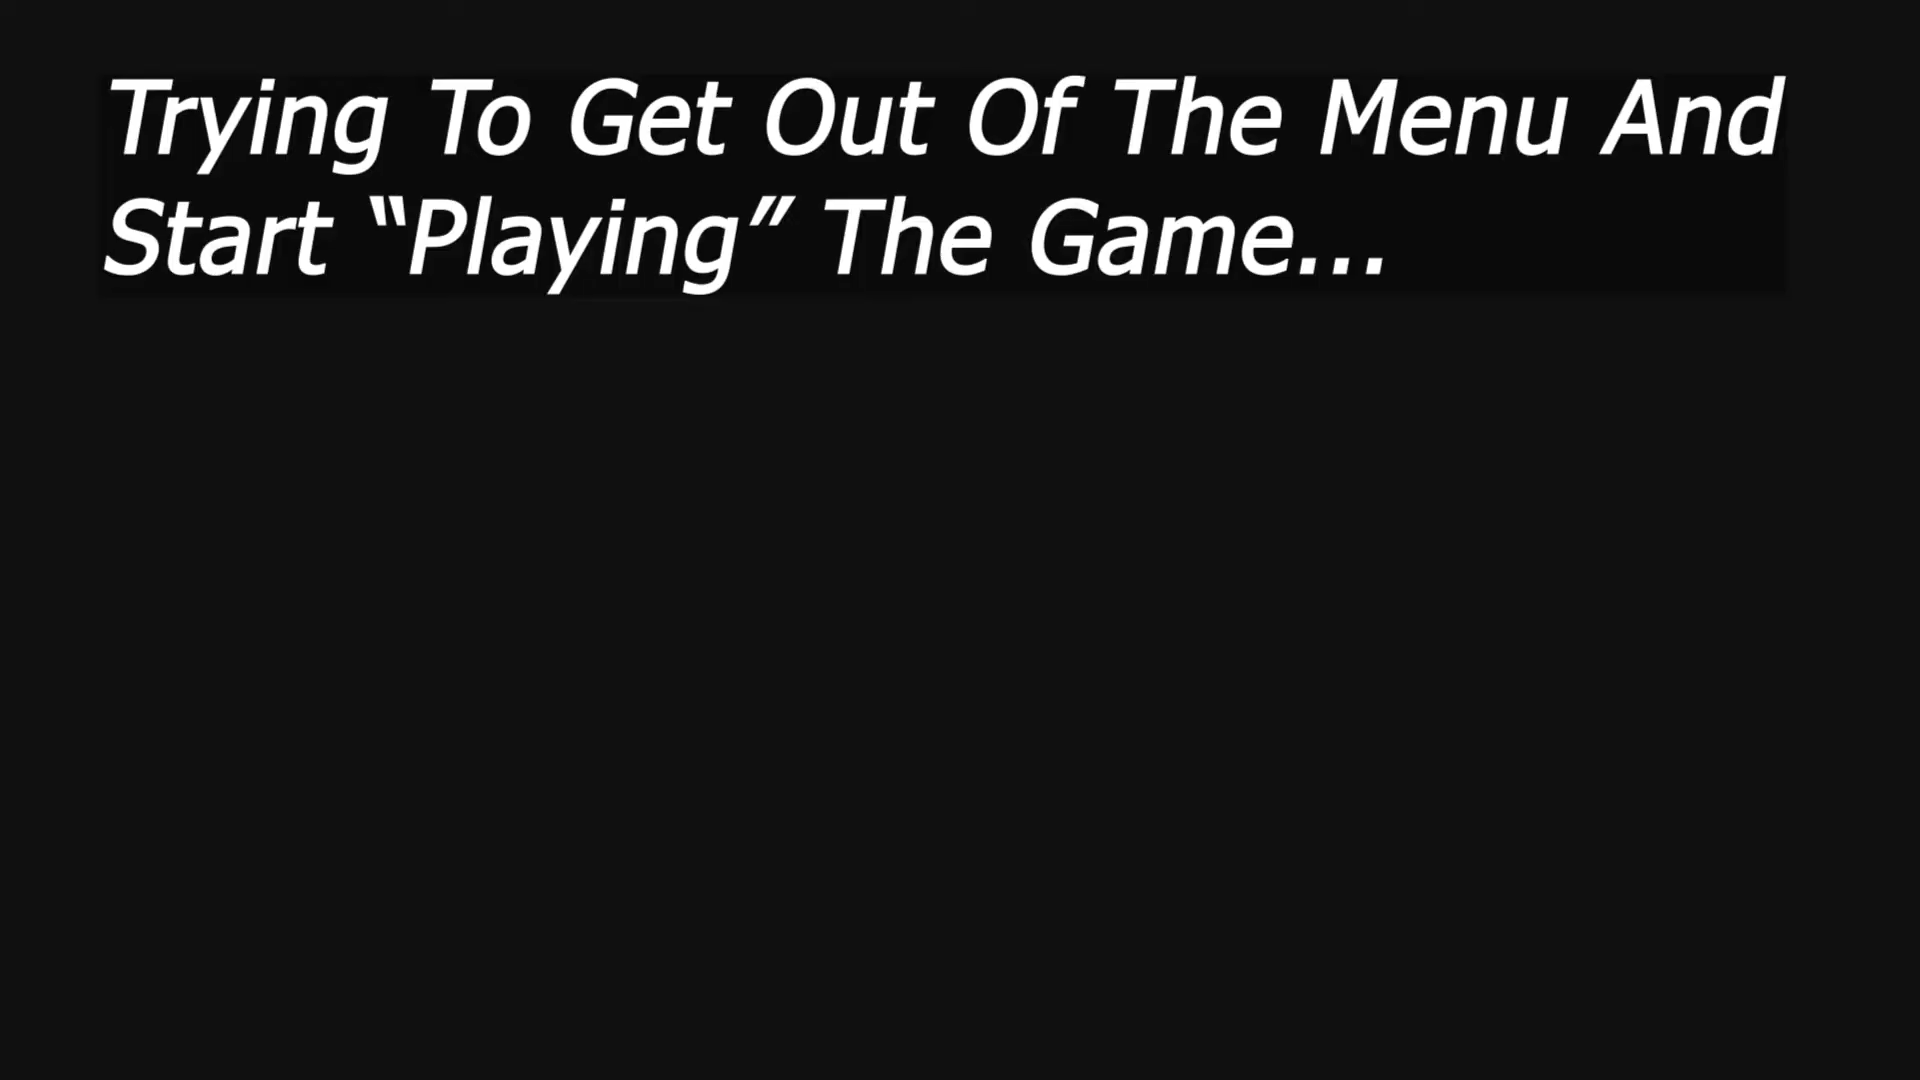 Trying To Get Out Of The Menu And
Start “Playing” The Game...